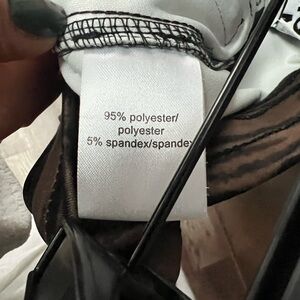 95% polyester/
polyester
5% spandex/spandex